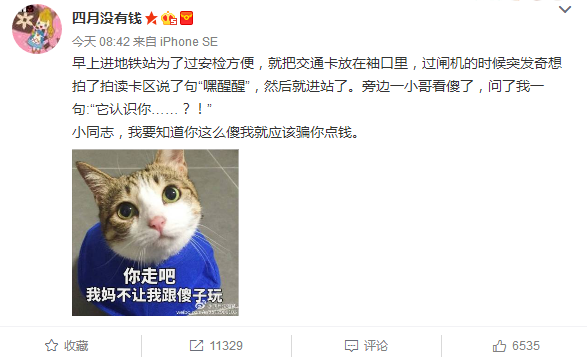 四月没有钱
今天 08:42 来自 iPhone SE
早上进地铁站为了过安检方便，就把交通卡放在袖口里，过闸机的时候突发奇想
拍了拍读卡区说了句“嘿醒醒”，然后就进站了。旁边一小哥看傻了，问了我一
句:“它认识你……？！”
小同志，我要知道你这么傻我就应该骗你点钱。
你走吧
我妈不让我跟傻子玩
收藏
11329
评论
6535